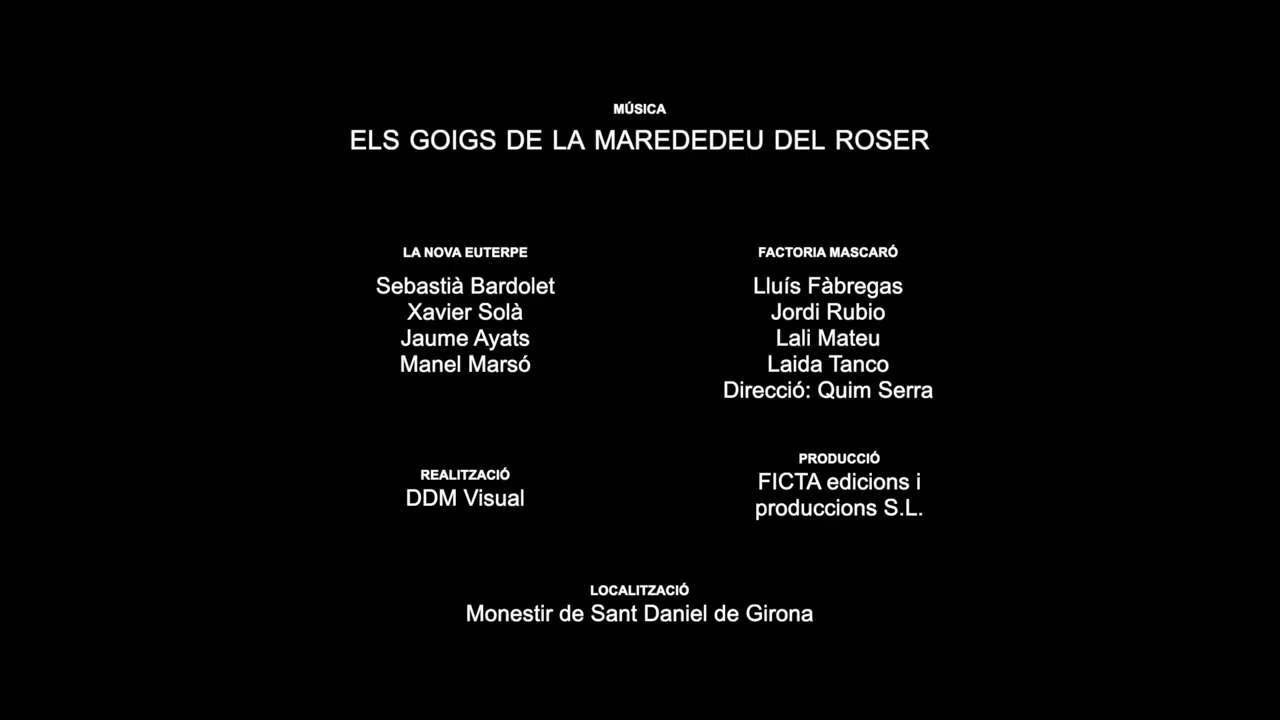 MÚSICA
ELS GOIGS DE LA MAREDEDEU DEL ROSER
LA NOVA EUTERPE
Sebastià Bardolet
Xavier Solà
Jaume Ayats
Manel Marsó
FACTORIA MASCARÓ
Lluís Fàbregas
Jordi Rubio
Lali Mateu
Laida Tanco
Direcció: Quim Serra
REALITZACIÓ
DDM Visual
PRODUCCIÓ
FICTA edicions i
produccions S.L.
LOCALITZACIÓ
Monestir de Sant Daniel de Girona